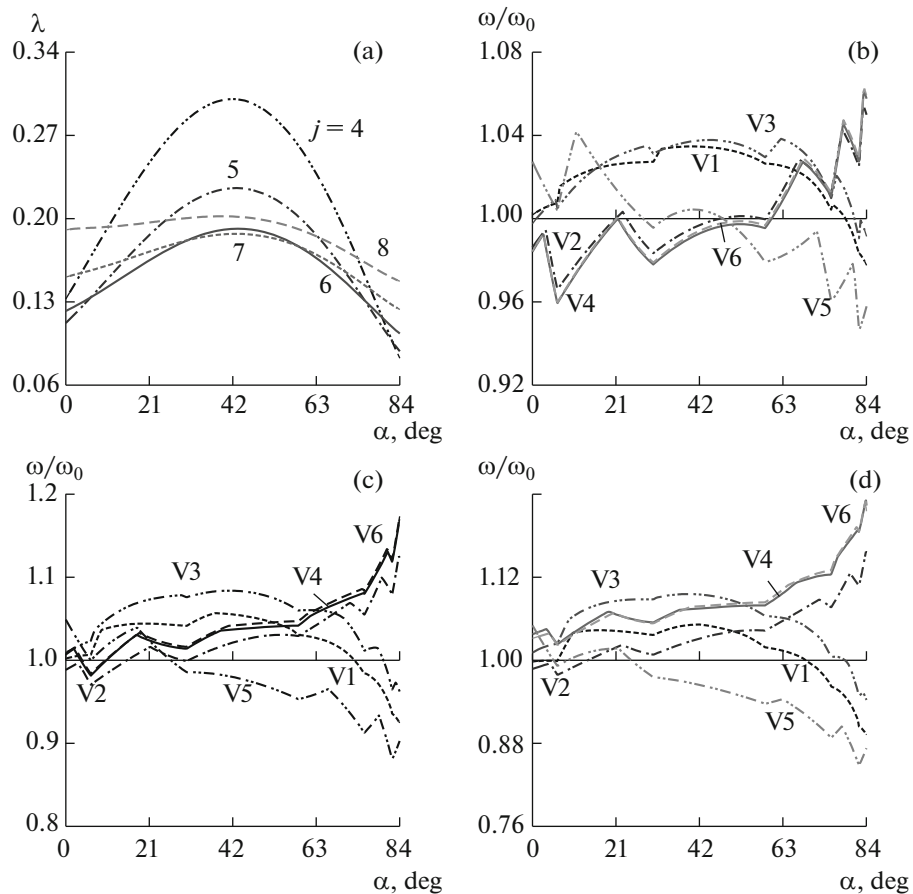 λ
(a)
0.34
0.27
j = 4
5
0.20
8
7
6
0.13
0.06
0 21 42 63 84
α, deg
ω/ω0
(b)
1.08
V3
1.04
V1
1.00
V2
V6
V4
V5
0.96
0.92
0 21 42 63 84
α, deg
ω/ω0
(c)
1.2
V6
V3
V4
1.1
1.0
V2
V5
V1
0.9
0.8
0 21 42 63 84
α, deg
ω/ω0
(d)
V6
V3
V4
1.12
1.00
V2
V1
V5
0.88
0.76
0 21 42 63 84
α, deg